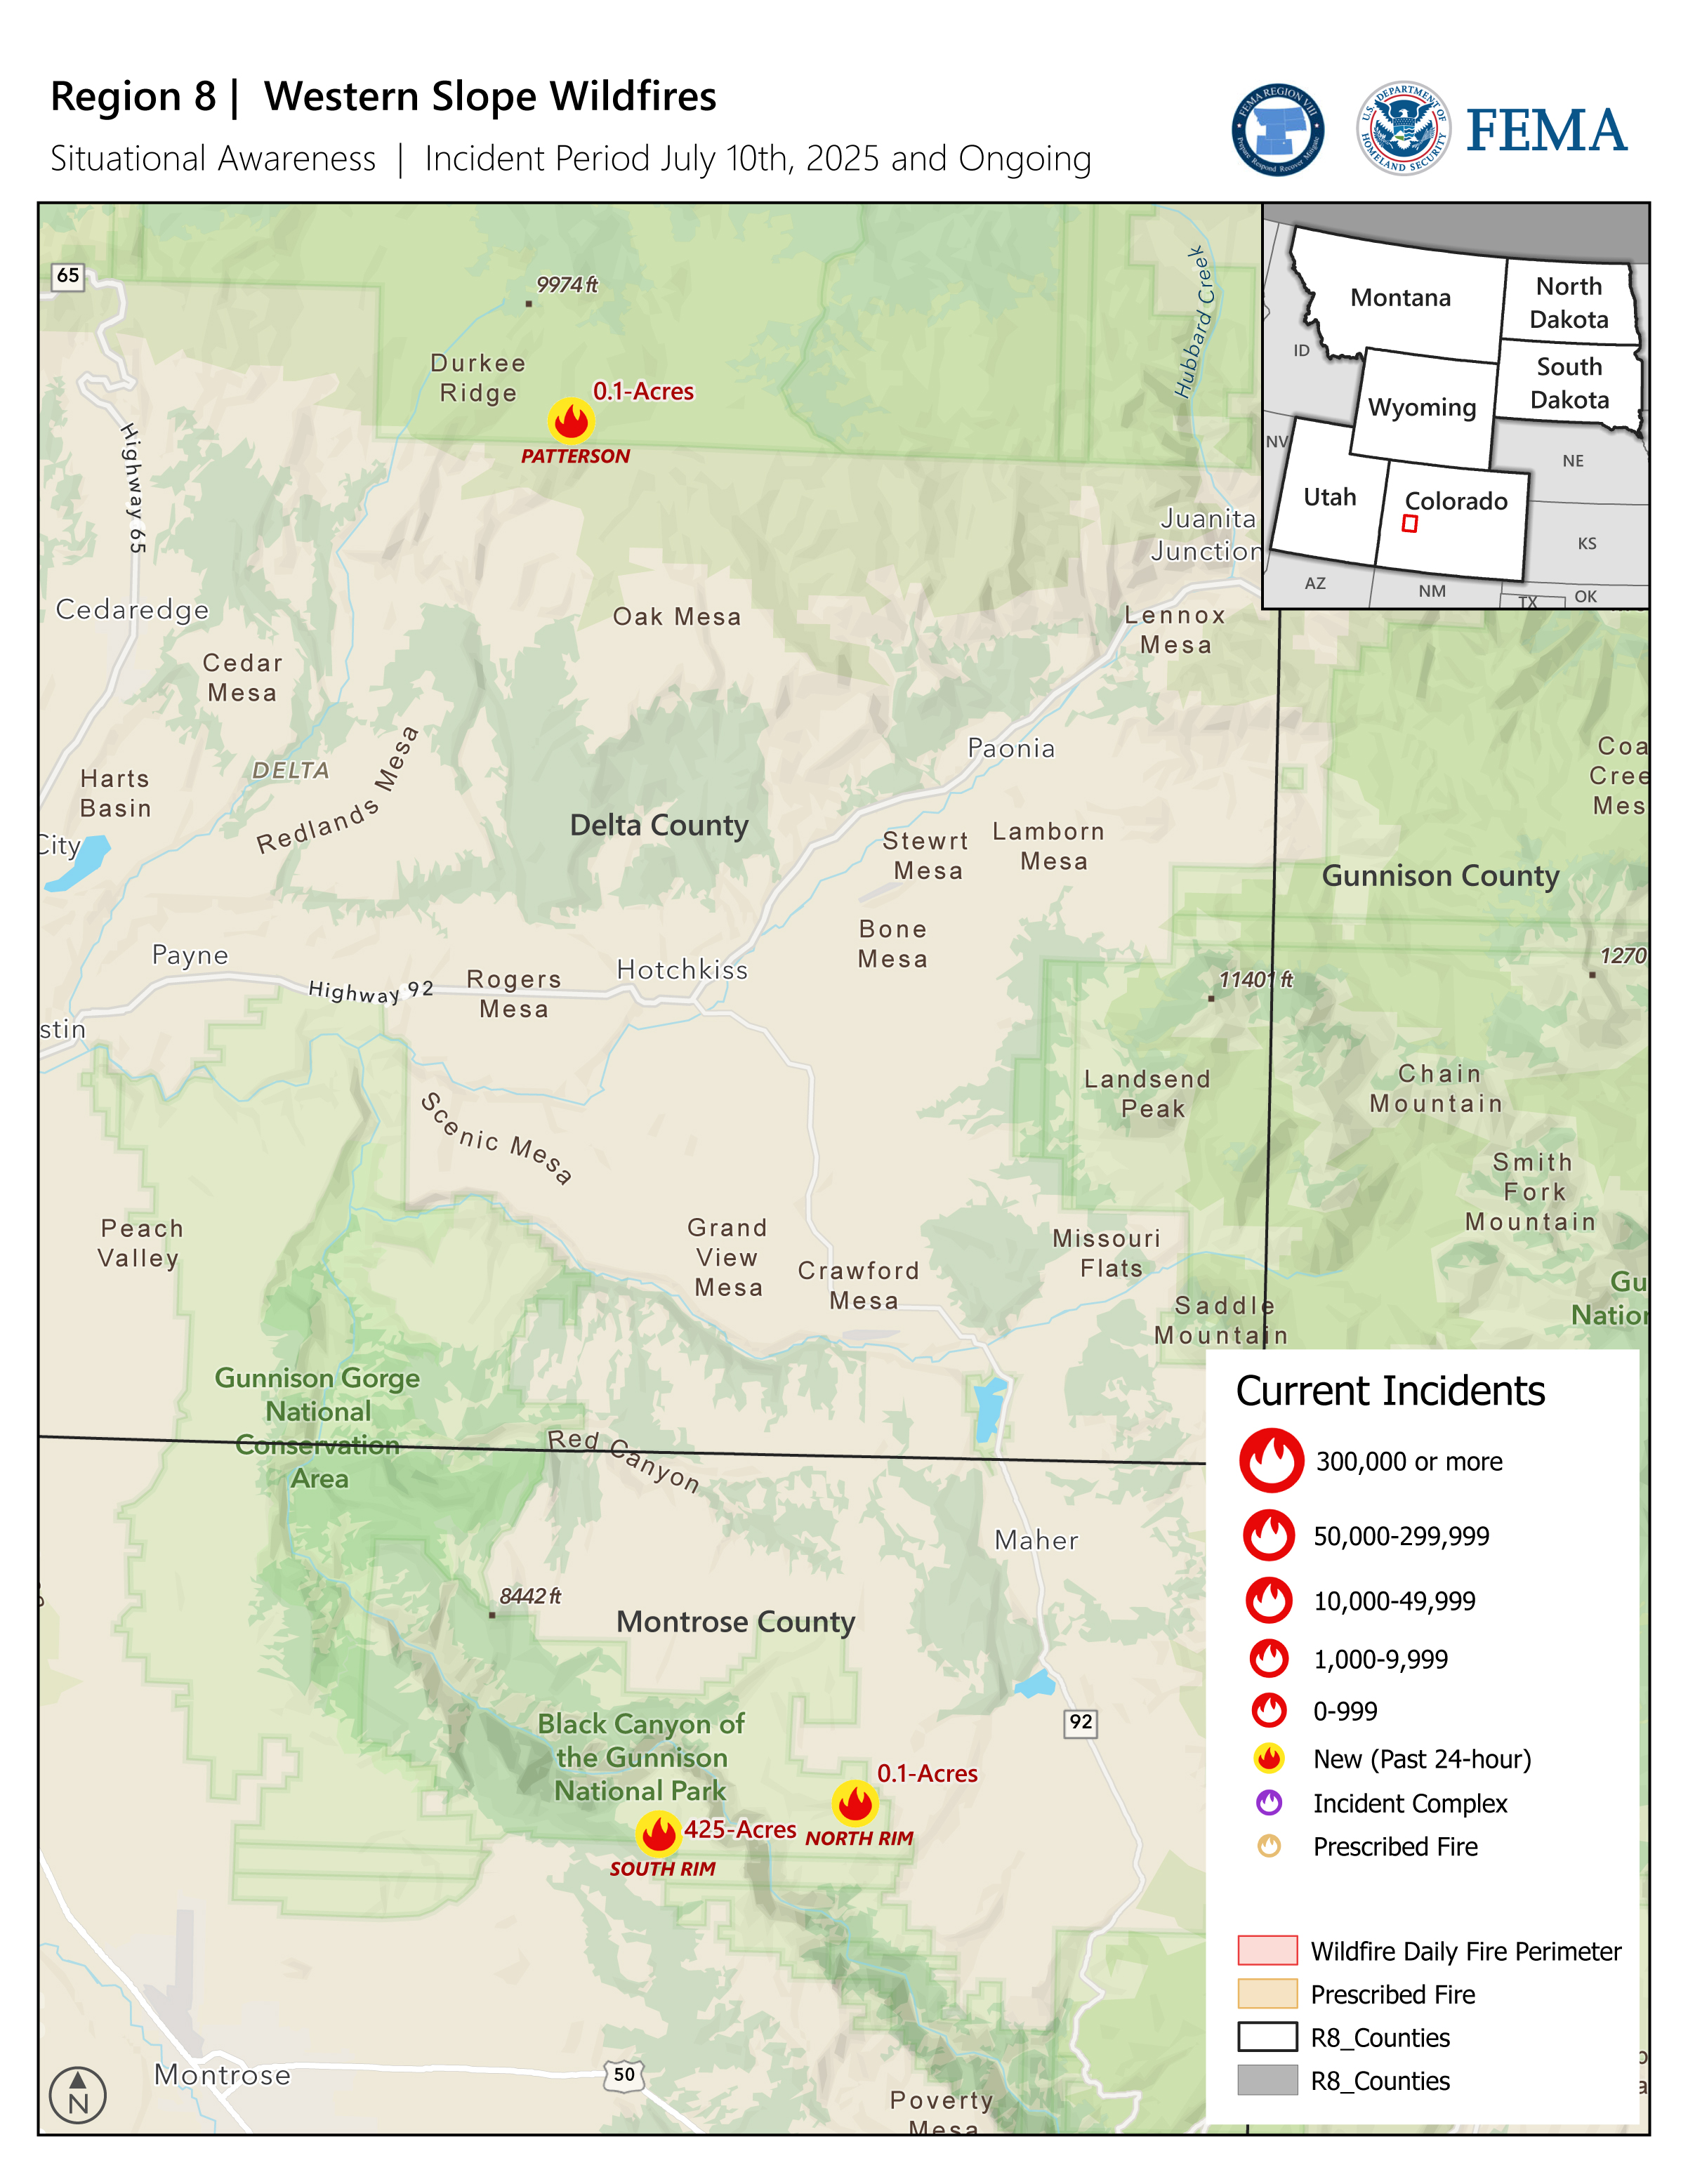 Region 8 | Western Slope Wildfires
Situational Awareness | Incident Period July 10th, 2025 and Ongoing
FEMA REGION VIII
Prepare Respond Recover Mitigate
U.S. DEPARTMENT OF
HOMELAND SECURITY
FEMA
Montana
North
Dakota
South
Dakota
Wyoming
Utah
Colorado
ID
NV
NE
KS
AZ
NM
TX
OK
65
9974 ft
Hubbard Creek
Durkee
Ridge
0.1-Acres
PATTERSON
Highway 65
Juanita
Junction
Cedaredge
Oak Mesa
Lennox
Mesa
Cedar
Mesa
Paonia
Coa
Cree
Mes
DELTA
Harts
Basin
Redlands Mesa
Delta County
City
Stewrt
Mesa
Lamborn
Mesa
Gunnison County
Bone
Mesa
Payne
Hotchkiss
1270
Highway 92
Rogers
Mesa
11401 ft
stin
Landsend
Peak
Chain
Mountain
Scenic Mesa
Smith
Fork
Mountain
Peach
Valley
Grand
View
Mesa
Missouri
Flats
Crawford
Mesa
Gu
Nation
Saddle
Mountain
Gunnison Gorge
National
Conservation
Area
Red Canyon
Maher
8442 ft
Montrose County
Black Canyon of
the Gunnison
National Park
92
0.1-Acres
NORTH RIM
425-Acres
SOUTH RIM
Montrose
50
Poverty
Mesa
N
Current Incidents
300,000 or more
50,000-299,999
10,000-49,999
1,000-9,999
0-999
New (Past 24-hour)
Incident Complex
Prescribed Fire
Wildfire Daily Fire Perimeter
Prescribed Fire
R8_Counties
R8_Counties